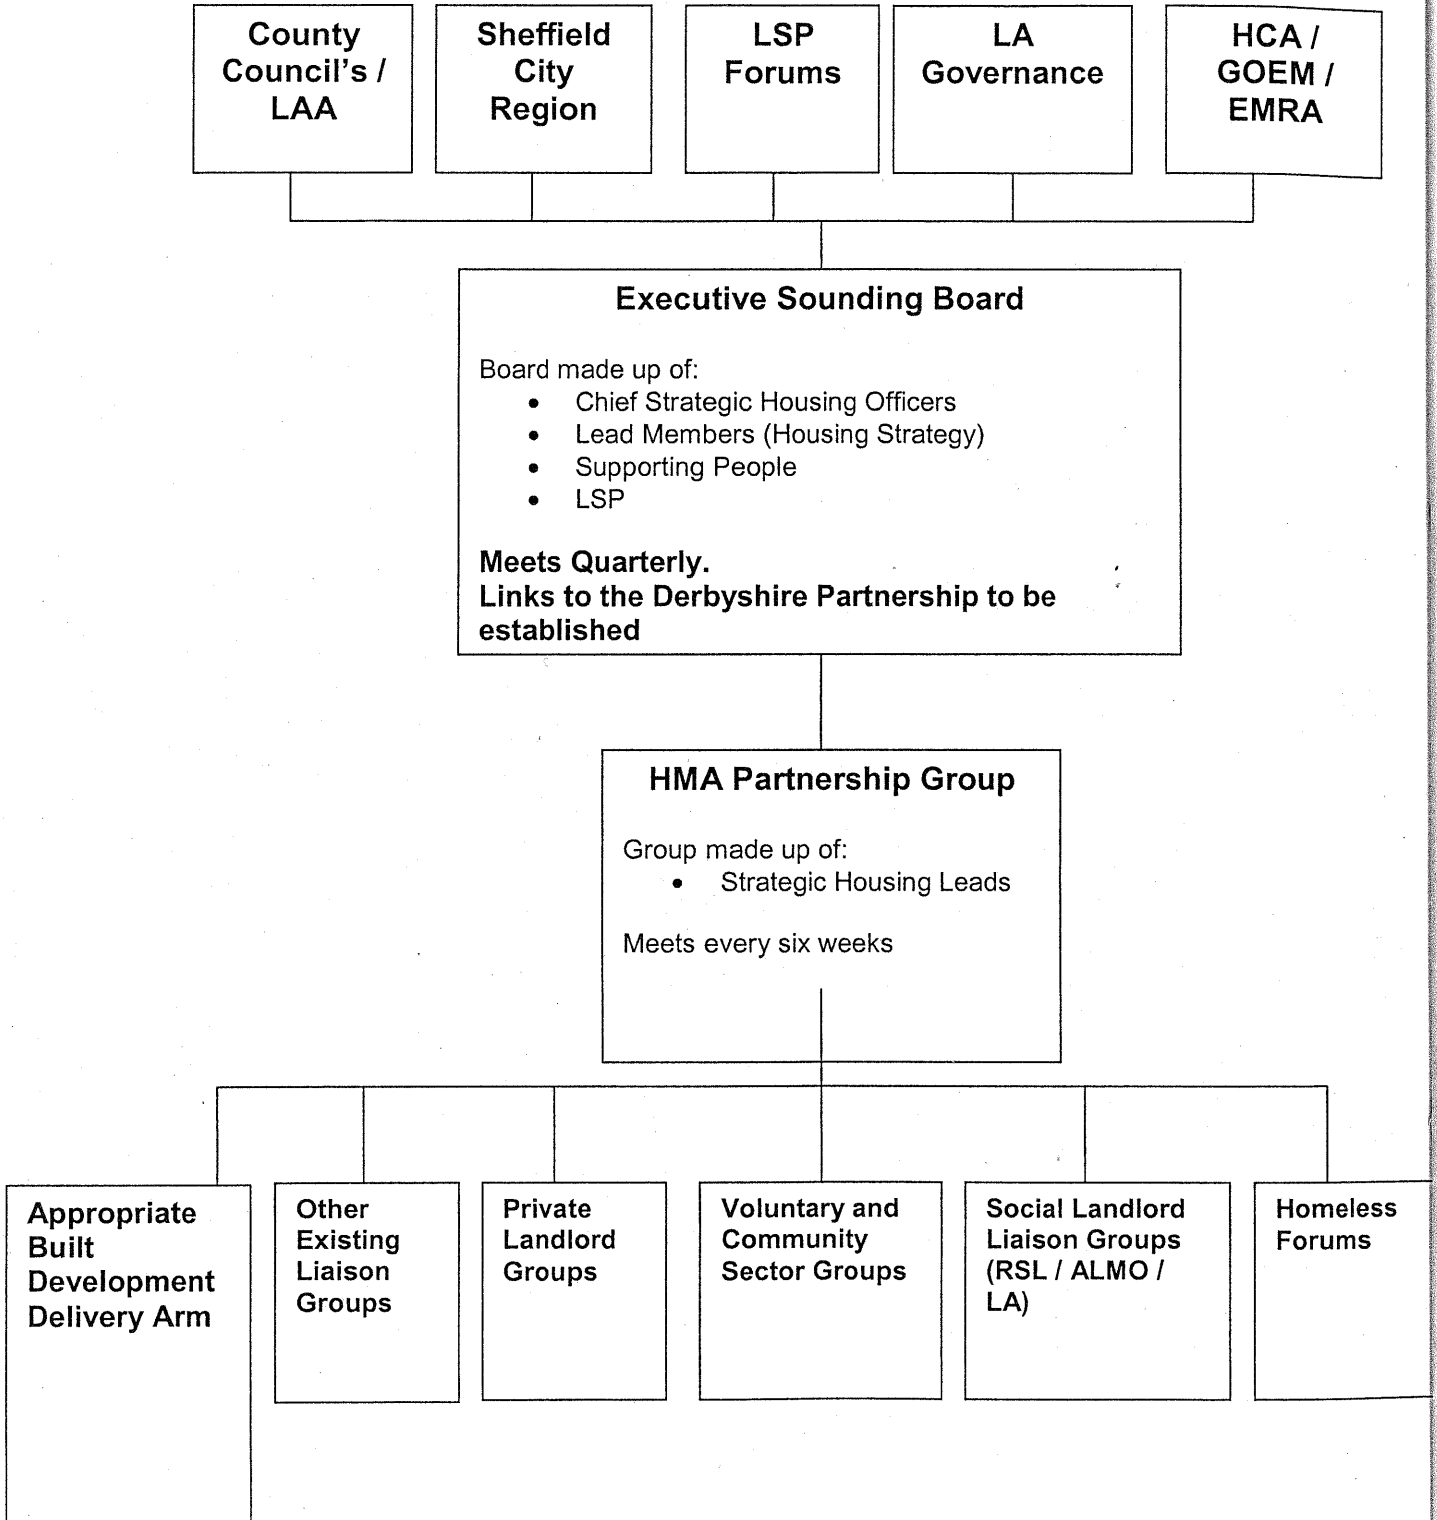 County
Council's /
LAA
Sheffield
City
Region
LSP
Forums
LA
Governance
HCA /
GOEM /
EMRA
Executive Sounding Board
Board made up of:
• Chief Strategic Housing Officers
• Lead Members (Housing Strategy)
• Supporting People
• LSP
Meets Quarterly.
Links to the Derbyshire Partnership to be
established
HMA Partnership Group
Group made up of:
• Strategic Housing Leads
Meets every six weeks
Appropriate
Built
Development
Delivery Arm
Other
Existing
Liaison
Groups
Private
Landlord
Groups
Voluntary and
Community
Sector Groups
Social Landlord
Liaison Groups
(RSL / ALMO /
LA)
Homeless
Forums